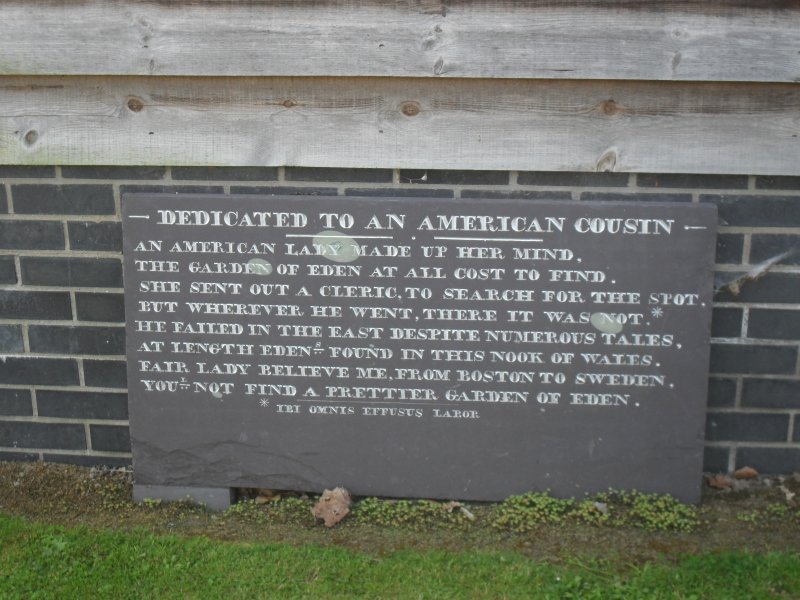 — DEDICATED TO AN AMERICAN COUSIN —
AN AMERICAN LADY MADE UP HER MIND,
THE GARDEN OF EDEN AT ALL COST TO FIND.
SHE SENT OUT A CLERIC, TO SEARCH FOR THE SPOT.
BUT WHEREVER HE WENT, THERE IT WAS NOT. *
HE FAILED IN THE EAST DESPITE NUMEROUS TALES,
AT LENGTH EDEN'S FOUND IN THIS NOOK OF WALES.
FAIR LADY BELIEVE ME, FROM BOSTON TO SWEDEN,
YOU'L NOT FIND A PRETTIER GARDEN OF EDEN.
* IBI OMNIS EFFUSUS LABOR